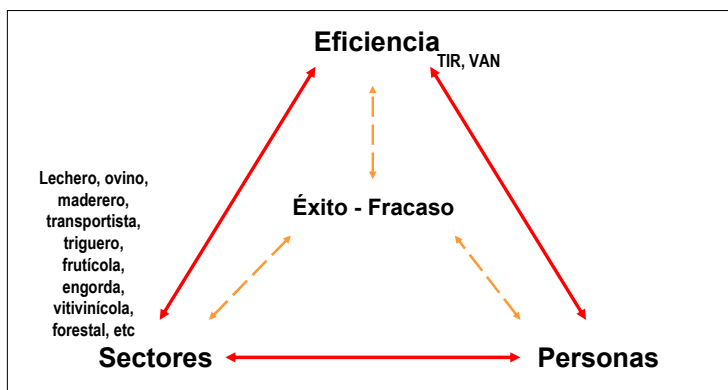 Eficiencia
TIR, VAN
Lechero, ovino,
maderero,
transportista,
triguero,
frutícola,
engorda,
vitivinícola,
forestal, etc
Éxito - Fracaso
Sectores
Personas